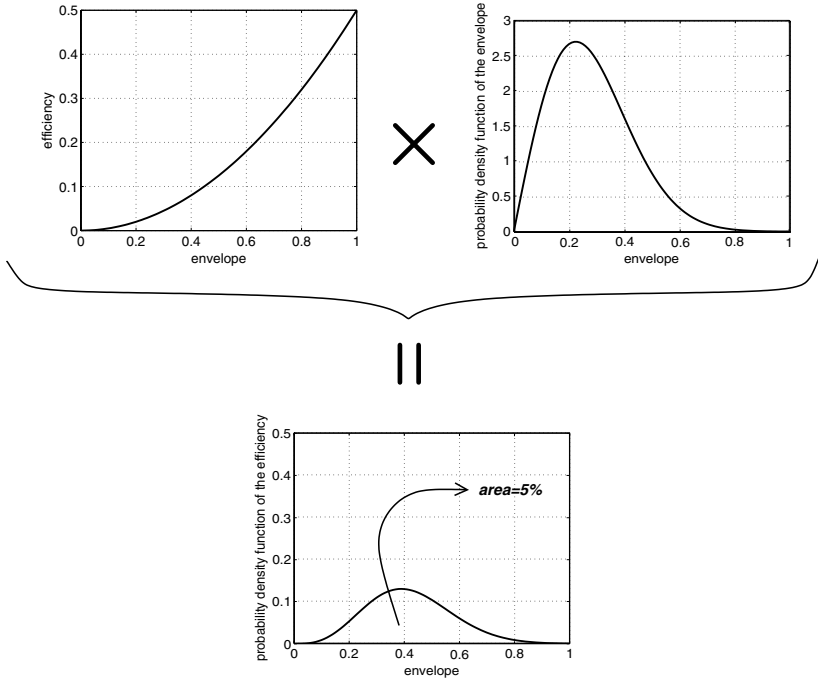 efficiency
0.5
0.4
0.3
0.2
0.1
0
0 0.2 0.4 0.6 0.8 1
envelope
probability density function of the envelope
3
2.5
2
1.5
1
0.5
0
0 0.2 0.4 0.6 0.8 1
envelope
probability density function of the efficiency
0.5
0.4
0.3
0.2
0.1
0
area=5%
0 0.2 0.4 0.6 0.8 1
envelope